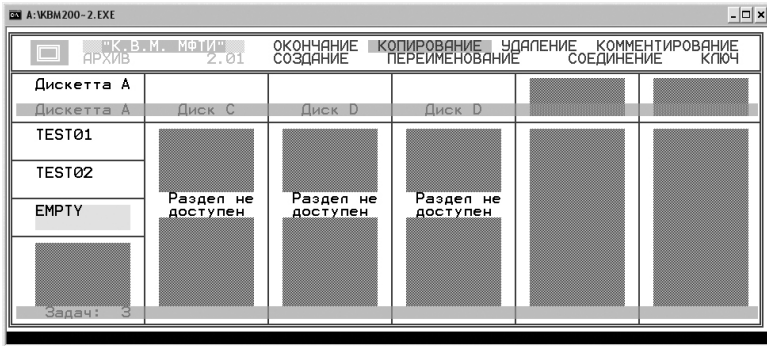 A:\KBM200-2.EXE
"К.В.М. МФТИ" ОКОНЧАНИЕ КОПИРОВАНИЕ УДАЛЕНИЕ КОММЕНТИРОВАНИЕ
АРХИВ 2.01 СОЗДАНИЕ ПЕРЕИМЕНОВАНИЕ СОЕДИНЕНИЕ КЛЮЧ
Дискетта A
Дискетта A Диск C Диск D Диск D
TEST01
TEST02
EMPTY
Раздел не доступен
Раздел не доступен
Раздел не доступен
Задач: 3